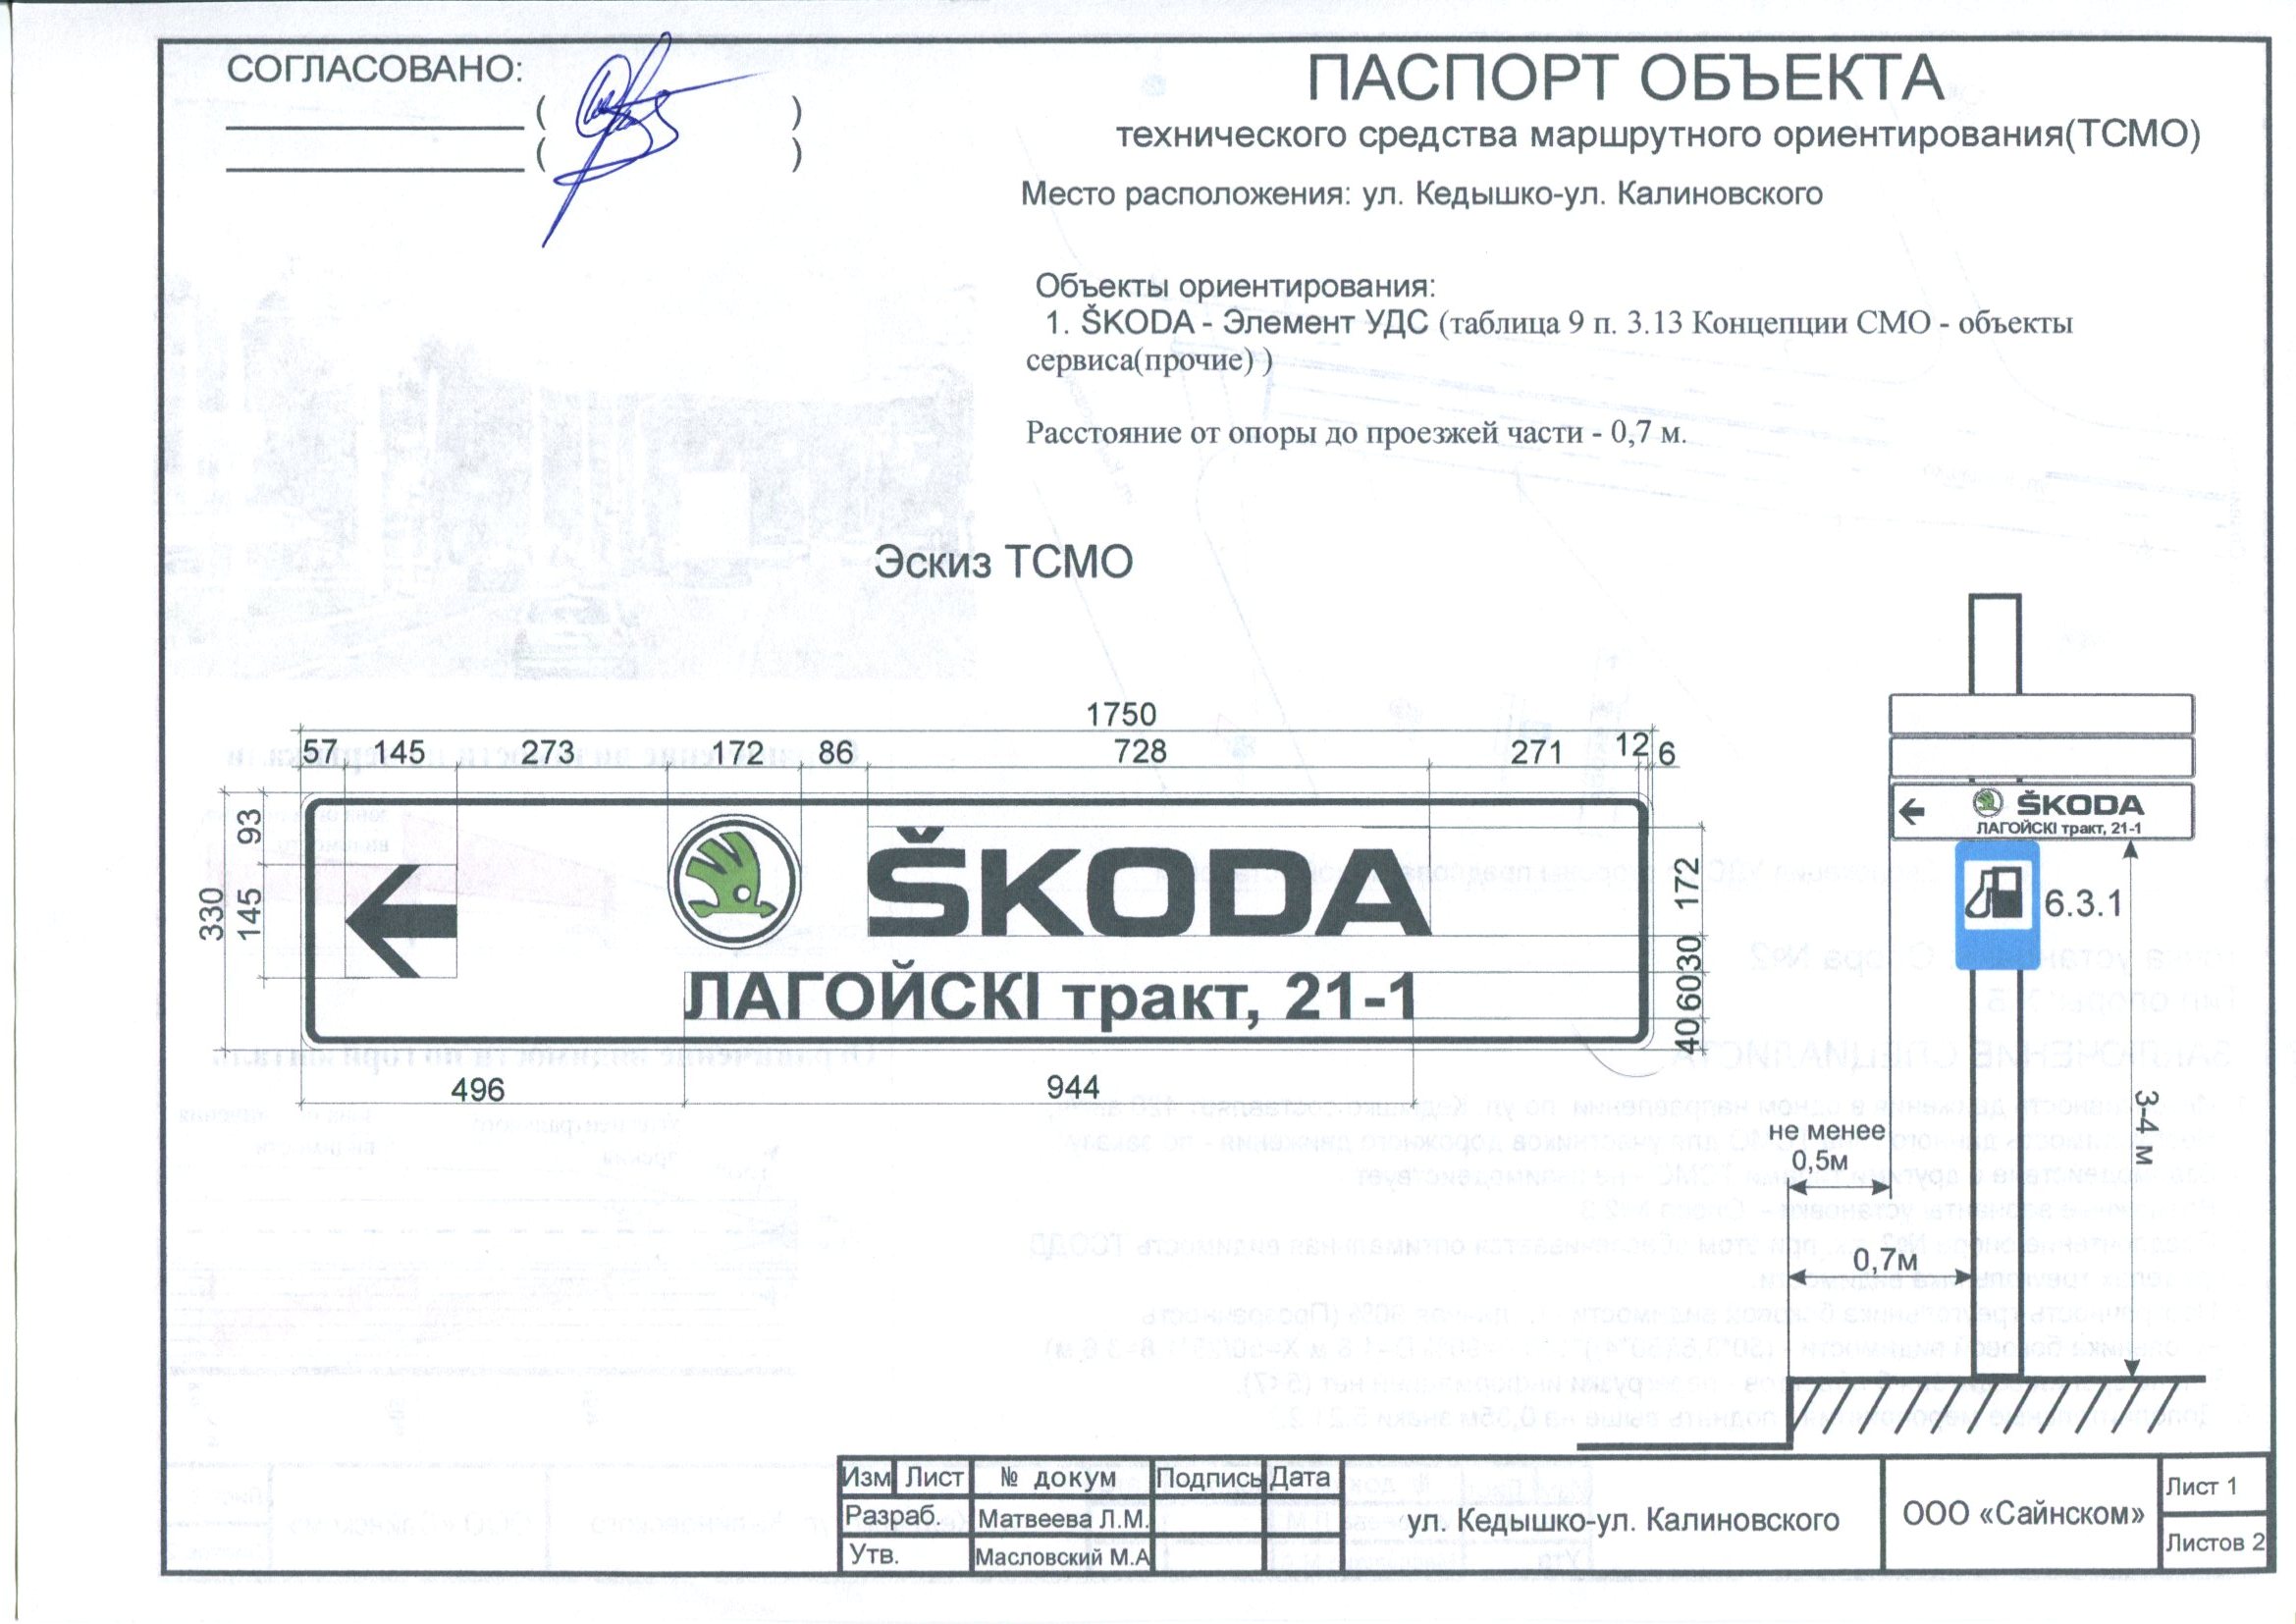 СОГЛАСОВАНО:
( )
( )
ПАСПОРТ ОБЪЕКТА
технического средства маршрутного ориентирования(ТСМО)
Место расположения: ул. Кедышко-ул. Калиновского
Объекты ориентирования:
1. ŠKODA - Элемент УДС (таблица 9 п. 3.13 Концепции СМО - объекты
сервиса(прочие) )
Расстояние от опоры до проезжей части - 0,7 м.
Эскиз ТСМО
1750
57 145 273 172 86 728 271 12 6
330
93
145
ŠKODA
ЛАГОЙСКІ тракт, 21-1
172
30
60
40
496 944
ŠKODA
ЛАГОЙСКІ тракт, 21-1
6.3.1
3-4 м
не менее
0,5м
0,7м
Изм Лист № докум Подпись Дата
Разраб. Матвеева Л.М.
Утв. Масловский М.А
ул. Кедышко-ул. Калиновского
ООО «Сайнском»
Лист 1
Листов 2